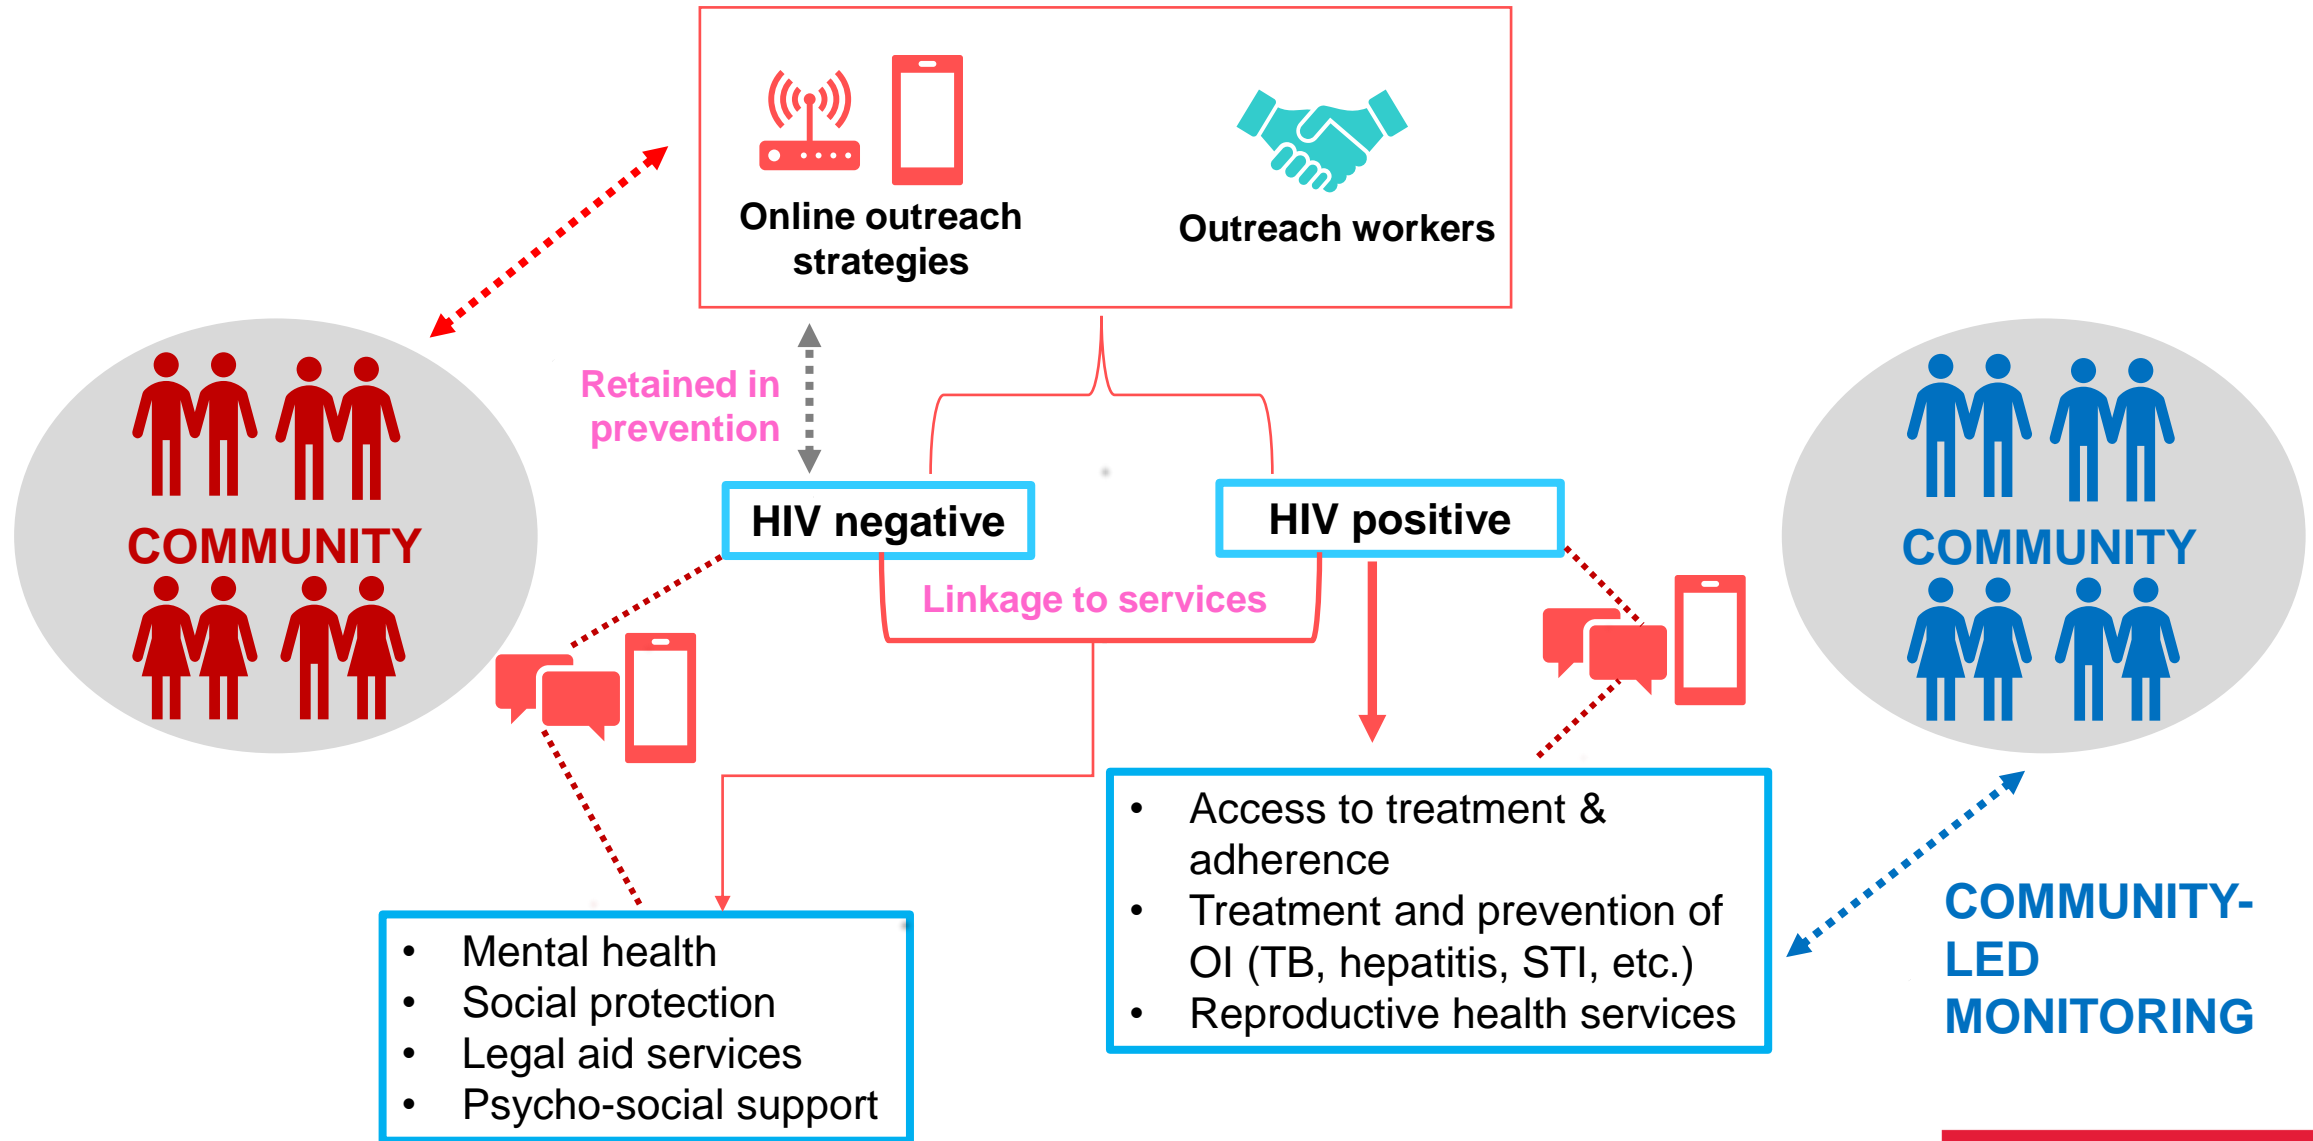 Online outreach
strategies
Outreach workers
Retained in
prevention
HIV negative
HIV positive
COMMUNITY
COMMUNITY
Linkage to services
• Access to treatment &
adherence
• Treatment and prevention of
OI (TB, hepatitis, STI, etc.)
• Reproductive health services
COMMUNITY-
LED
MONITORING
• Mental health
• Social protection
• Legal aid services
• Psycho-social support